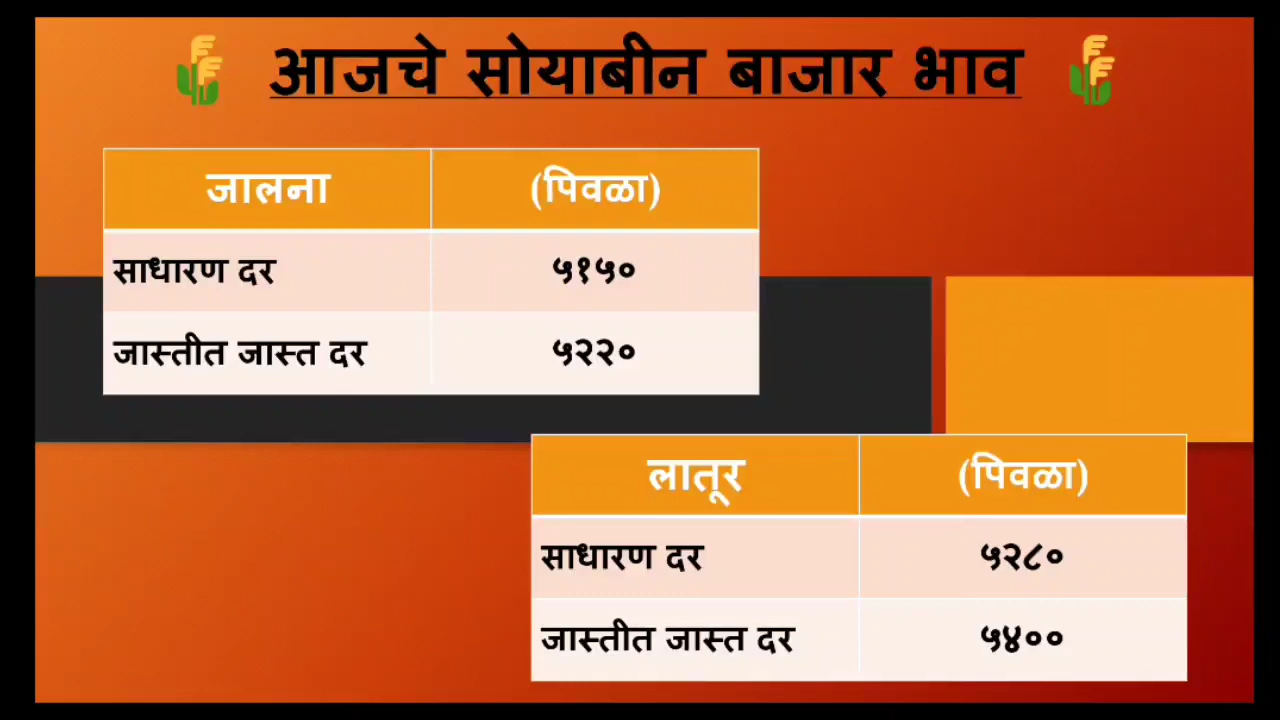 आजचे सोयाबीन बाजार भाव
जालना (पिवळा)
साधारण दर ५१५०
जास्तीत जास्त दर ५२२०
लातूर (पिवळा)
साधारण दर ५२८०
जास्तीत जास्त दर ५४००